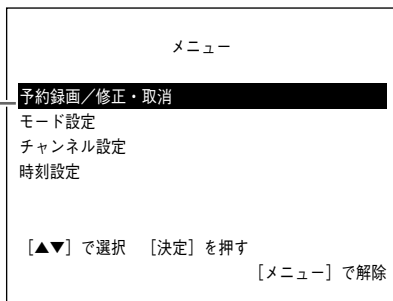 メニュー
予約録画／修正・取消
モード設定
チャンネル設定
時刻設定
［▲▼］で選択　［決定］を押す
［メニュー］で解除